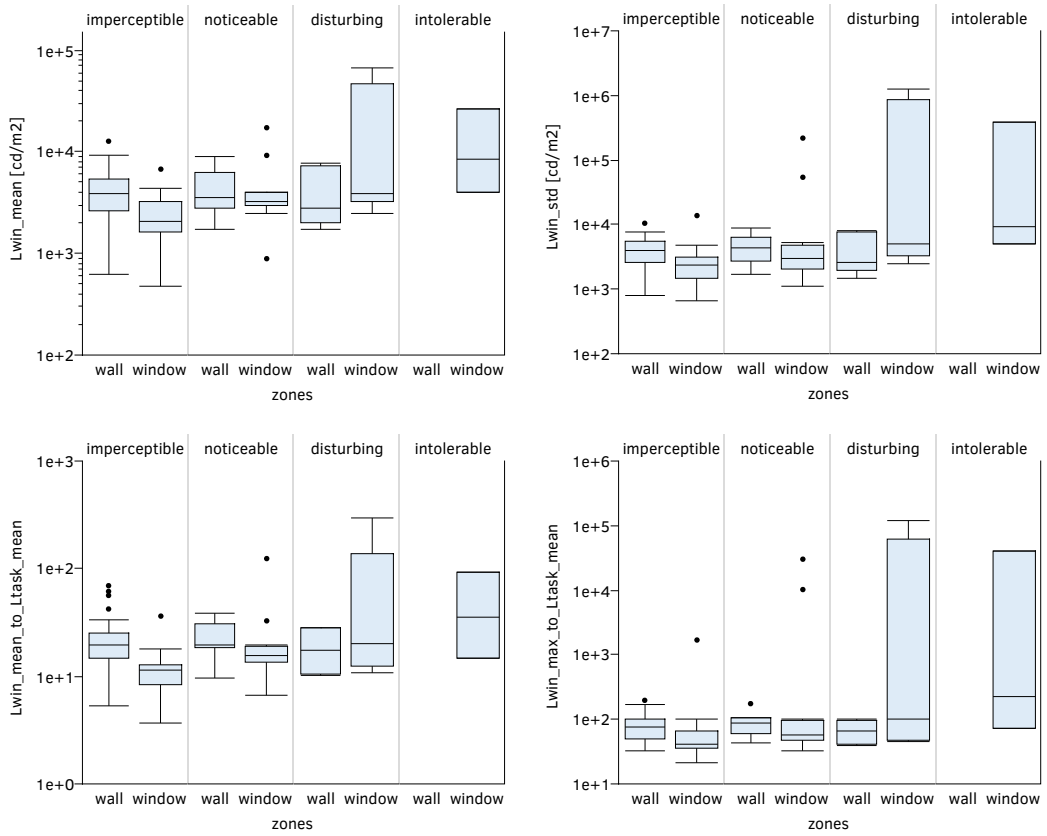 imperceptible noticeable disturbing intolerable
Lwin_mean [cd/m2]
1e+5
1e+4
1e+3
1e+2
wall window wall window wall window wall window
zones
imperceptible noticeable disturbing intolerable
Lwin_std [cd/m2]
1e+7
1e+6
1e+5
1e+4
1e+3
1e+2
wall window wall window wall window wall window
zones
imperceptible noticeable disturbing intolerable
Lwin_mean_to_Ltask_mean
1e+3
1e+2
1e+1
1e+0
wall window wall window wall window wall window
zones
imperceptible noticeable disturbing intolerable
Lwin_max_to_Ltask_mean
1e+6
1e+5
1e+4
1e+3
1e+2
1e+1
wall window wall window wall window wall window
zones